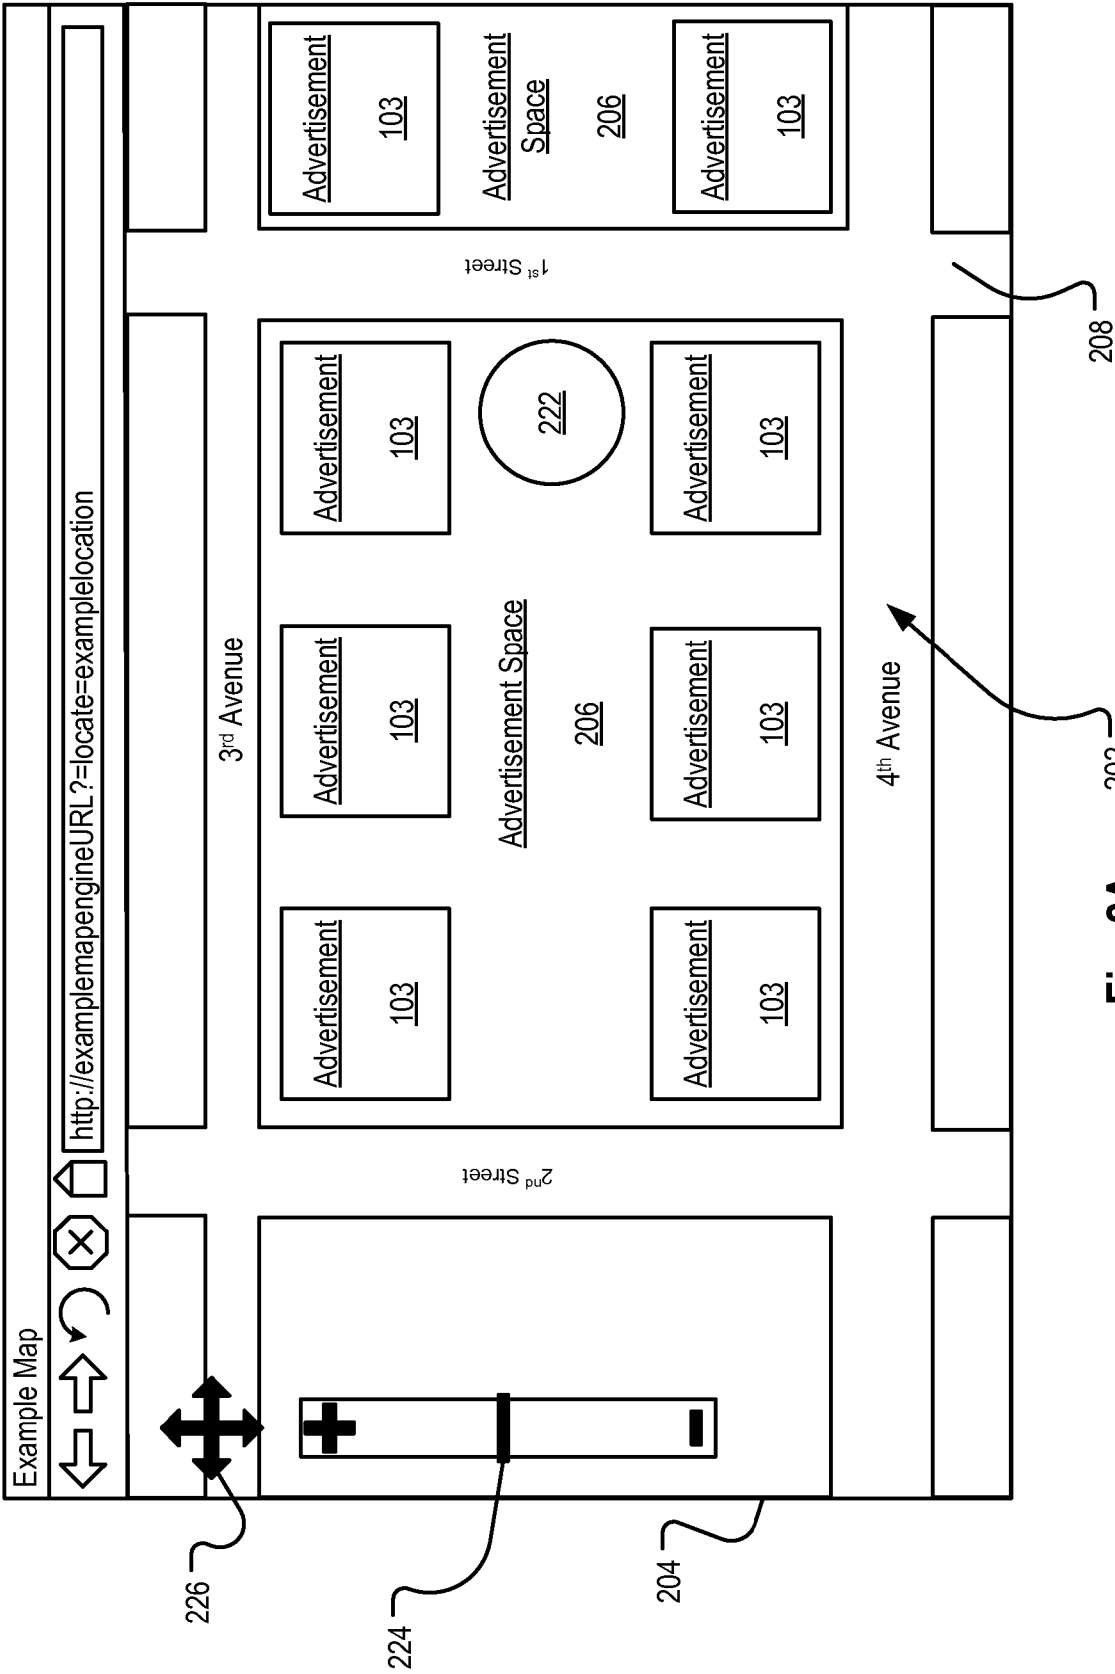 Example Map
http://examplemapengineURL?=locate=examplelocation
226
3rd Avenue
Advertisement
103
Advertisement
103
Advertisement
103
Advertisement
103
224
2nd Street
Advertisement Space
206
222
1st Street
Advertisement
Space
206
Advertisement
103
Advertisement
103
Advertisement
103
Advertisement
103
204
4th Avenue
208